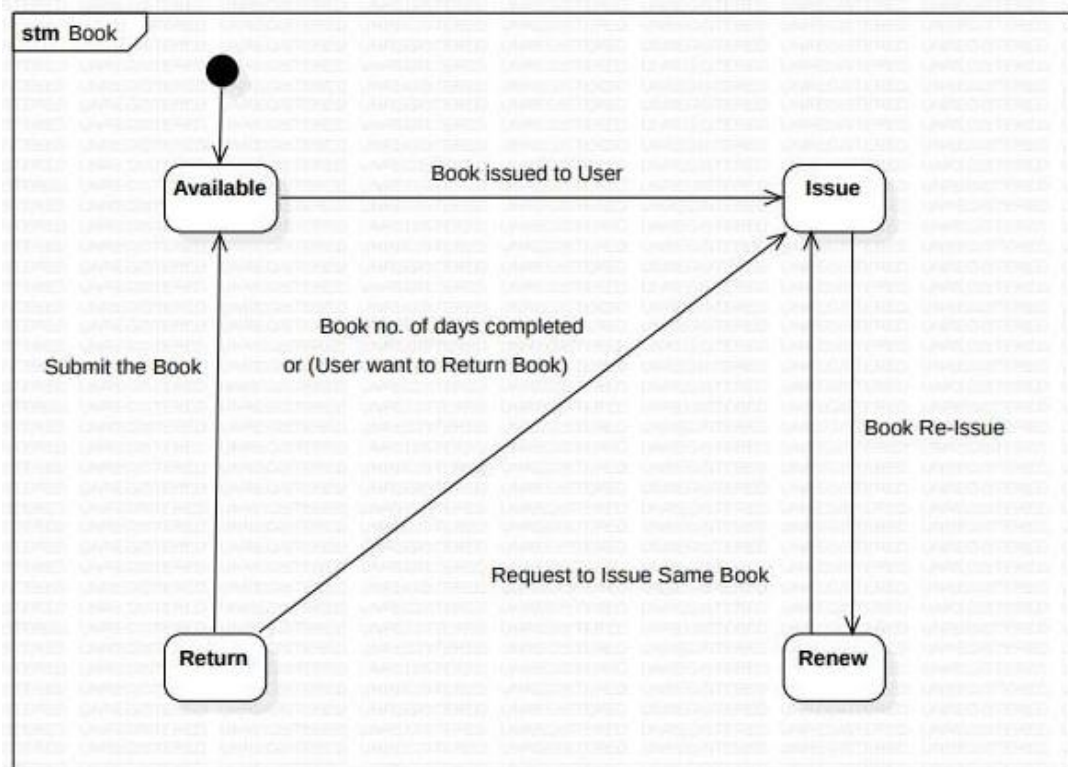 stm Book
Available
Book issued to User
Issue
Book no. of days completed
or (User want to Return Book)
Submit the Book
Book Re-Issue
Request to Issue Same Book
Return
Renew